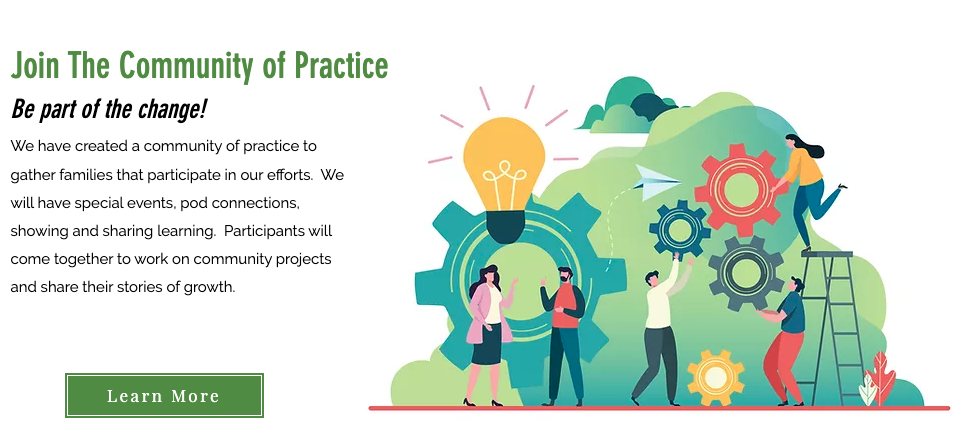 Join The Community of Practice
Be part of the change!
We have created a community of practice to
gather families that participate in our efforts.  We
will have special events, pod connections,
showing and sharing learning.  Participants will
come together to work on community projects
and share their stories of growth.
Learn More